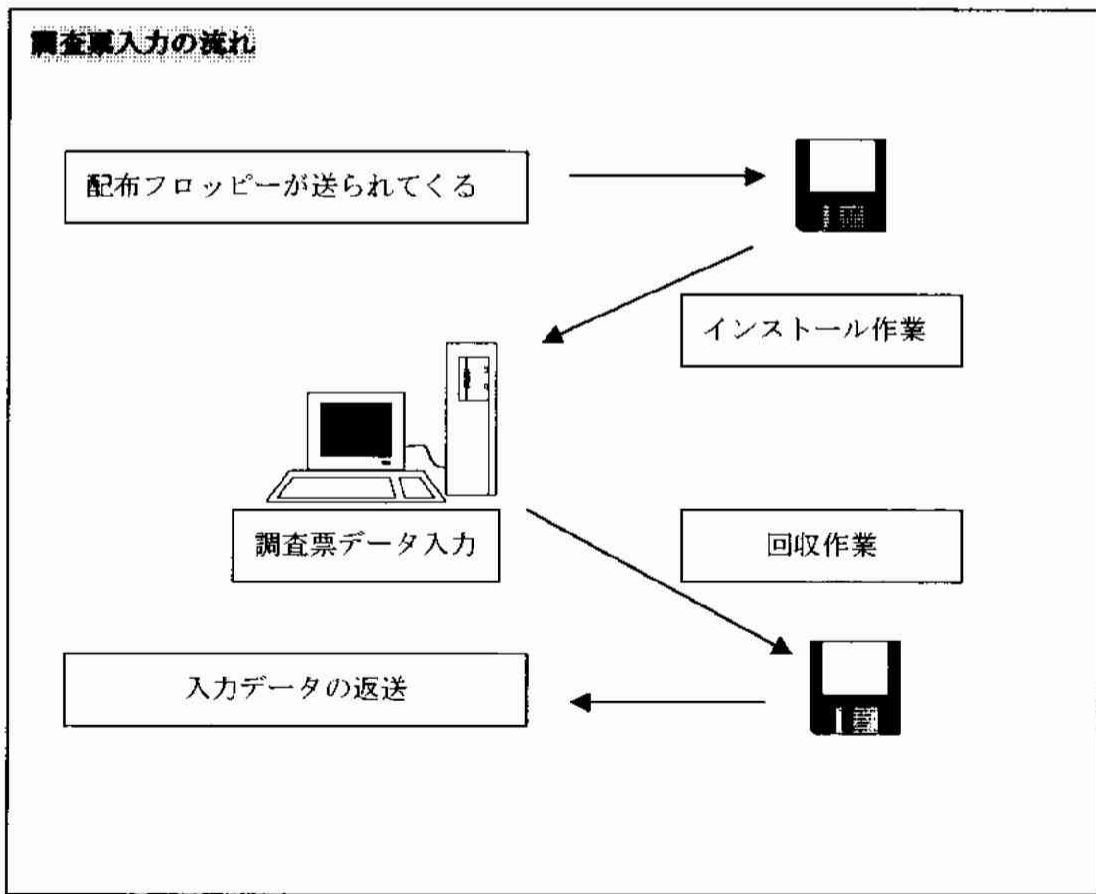 調査票入力の流れ
配布フロッピーが送られてくる
インストール作業
調査票データ入力
回収作業
入力データの返送